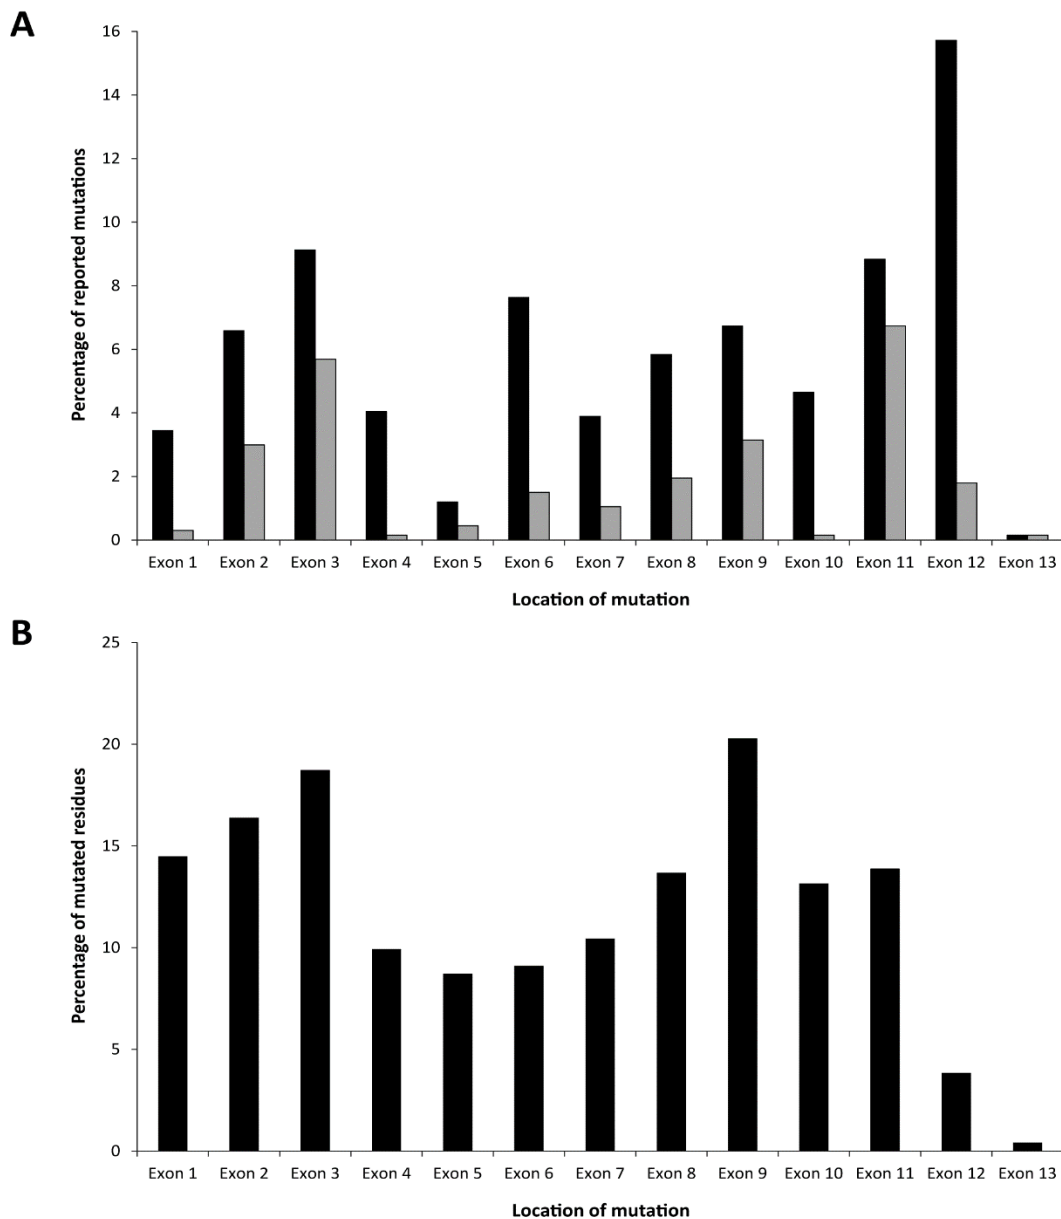 A
Percentage of reported mutations
16
14
12
10
8
6
4
2
0
Exon 1 Exon 2 Exon 3 Exon 4 Exon 5 Exon 6 Exon 7 Exon 8 Exon 9 Exon 10 Exon 11 Exon 12 Exon 13
Location of mutation
B
Percentage of mutated residues
25
20
15
10
5
0
Exon 1 Exon 2 Exon 3 Exon 4 Exon 5 Exon 6 Exon 7 Exon 8 Exon 9 Exon 10 Exon 11 Exon 12 Exon 13
Location of mutation